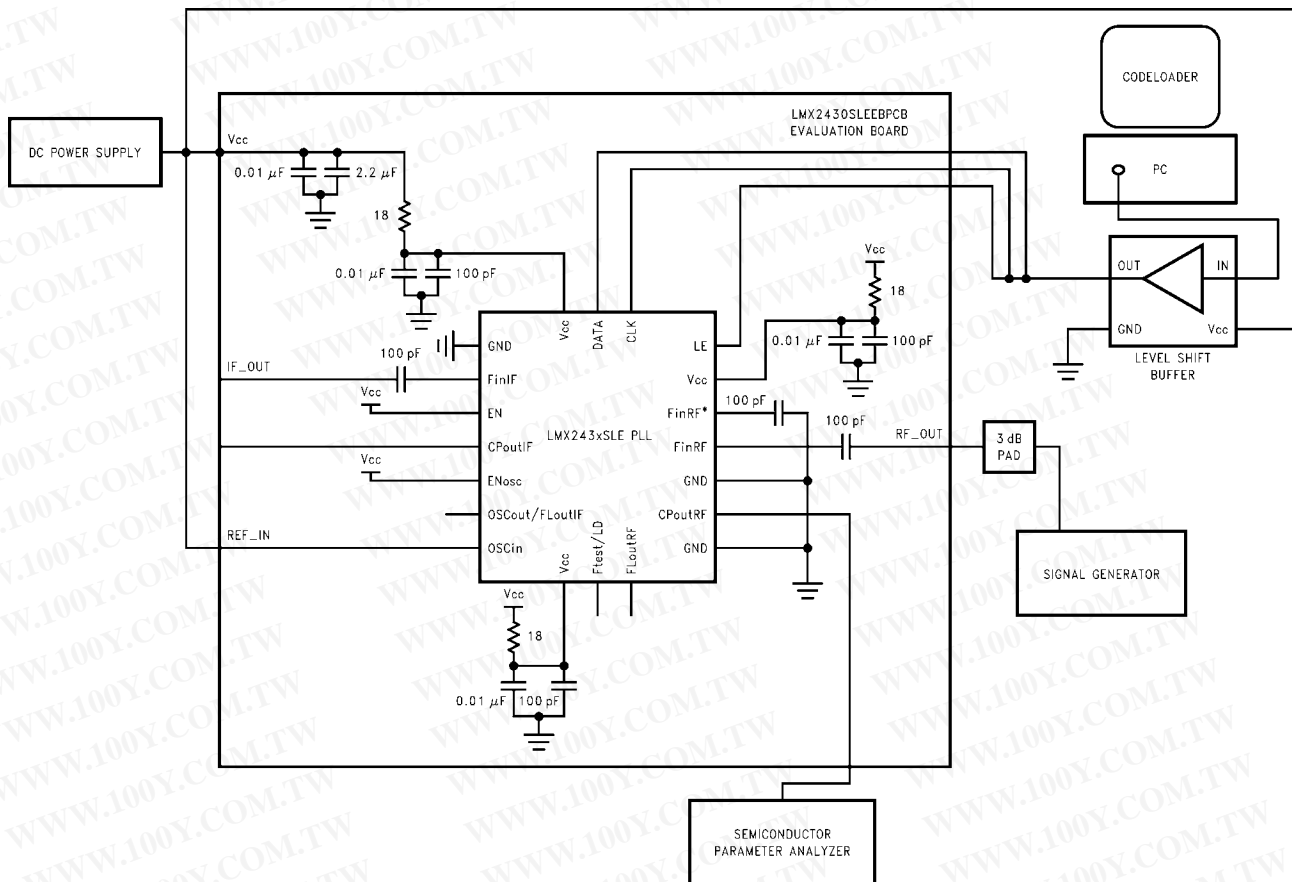 CODELOADER
LMX2430SLEEBPCB
EVALUATION BOARD
DC POWER SUPPLY
Vcc
0.01 μF
2.2 μF
18
0.01 μF
100 pF
PC
OUT
IN
GND
Vcc
LEVEL SHIFT
BUFFER
Vcc
18
0.01 μF
100 pF
Vcc
DATA
CLK
GND
LE
IF_OUT
100 pF
FinIF
Vcc
Vcc
EN
FinRF*
100 pF
LMX243xSLE PLL
CPoutIF
FinRF
100 pF
RF_OUT
3 dB
PAD
Vcc
ENosc
GND
OSCout/FLoutIF
CPoutRF
REF_IN
OSCin
GND
Vcc
Ftest/LD
FLoutRF
SIGNAL GENERATOR
Vcc
18
0.01 μF
100 pF
SEMICONDUCTOR
PARAMETER ANALYZER
WWW.100Y.COM.TW